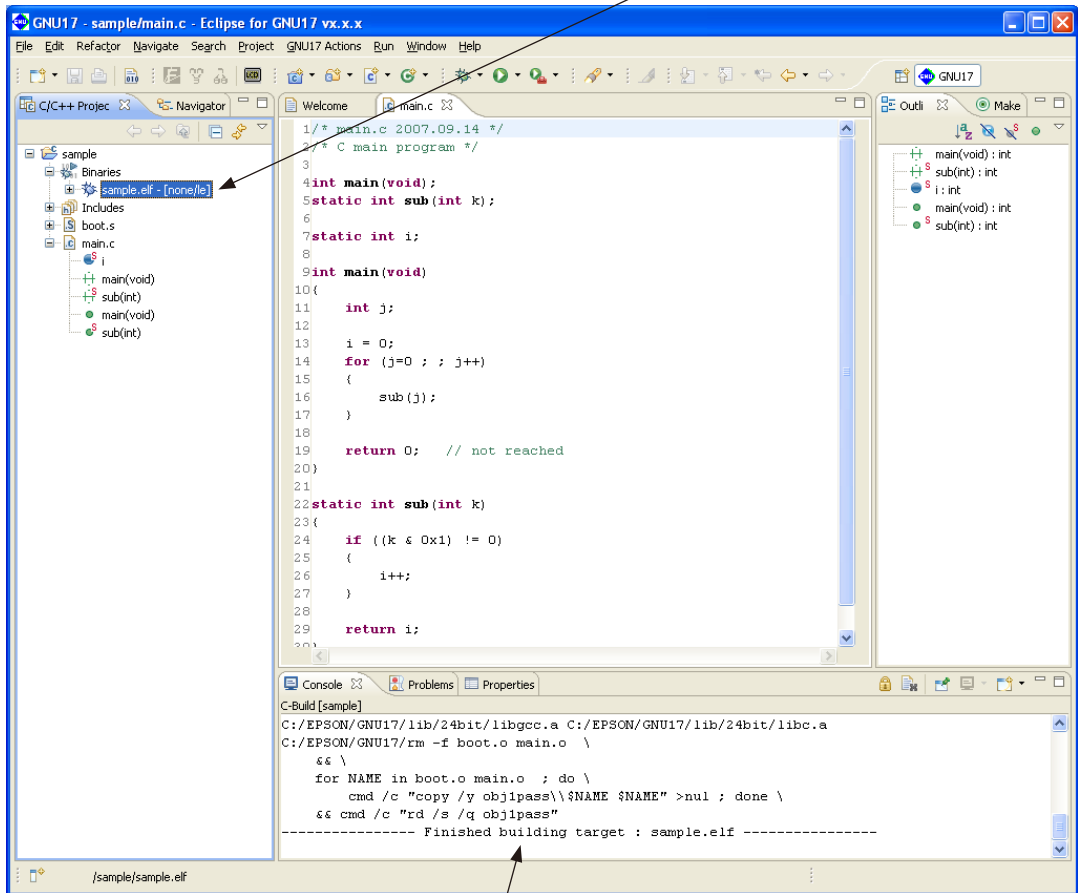 GNU17 - sample/main.c - Eclipse for GNU17 vx.x.x
File Edit Refactor Navigate Search Project GNU17 Actions Run Window Help
GNU17
C/C++ Projec
Navigator
sample
Binaries
sample.elf - [none/le]
Includes
boot.s
main.c
i
main(void)
sub(int)
main(void)
sub(int)
Welcome
main.c
1/* main.c 2007.09.14 */
2/* C main program */
3
4int main(void);
5static int sub(int k);
6
7static int i;
8
9int main(void)
10{
11    int j;
12
13    i = 0;
14    for (j=0 ; ; j++)
15    {
16        sub(j);
17    }
18
19    return 0;   // not reached
20}
21
22static int sub(int k)
23{
24    if ((k & 0x1) != 0)
25    {
26        i++;
27    }
28
29    return i;
30}
Outli
Make
main(void) : int
sub(int) : int
i : int
main(void) : int
sub(int) : int
Console
Problems
Properties
C-Build [sample]
C:/EPSON/GNU17/lib/24bit/libgcc.a C:/EPSON/GNU17/lib/24bit/libc.a
C:/EPSON/GNU17/rm -f boot.o main.o  \
&& \
for NAME in boot.o main.o  ; do \
cmd /c "copy /y obj1pass\\$NAME $NAME" >nul ; done \
&& cmd /c "rd /s /q obj1pass"
---------------- Finished building target : sample.elf ----------------
/sample/sample.elf